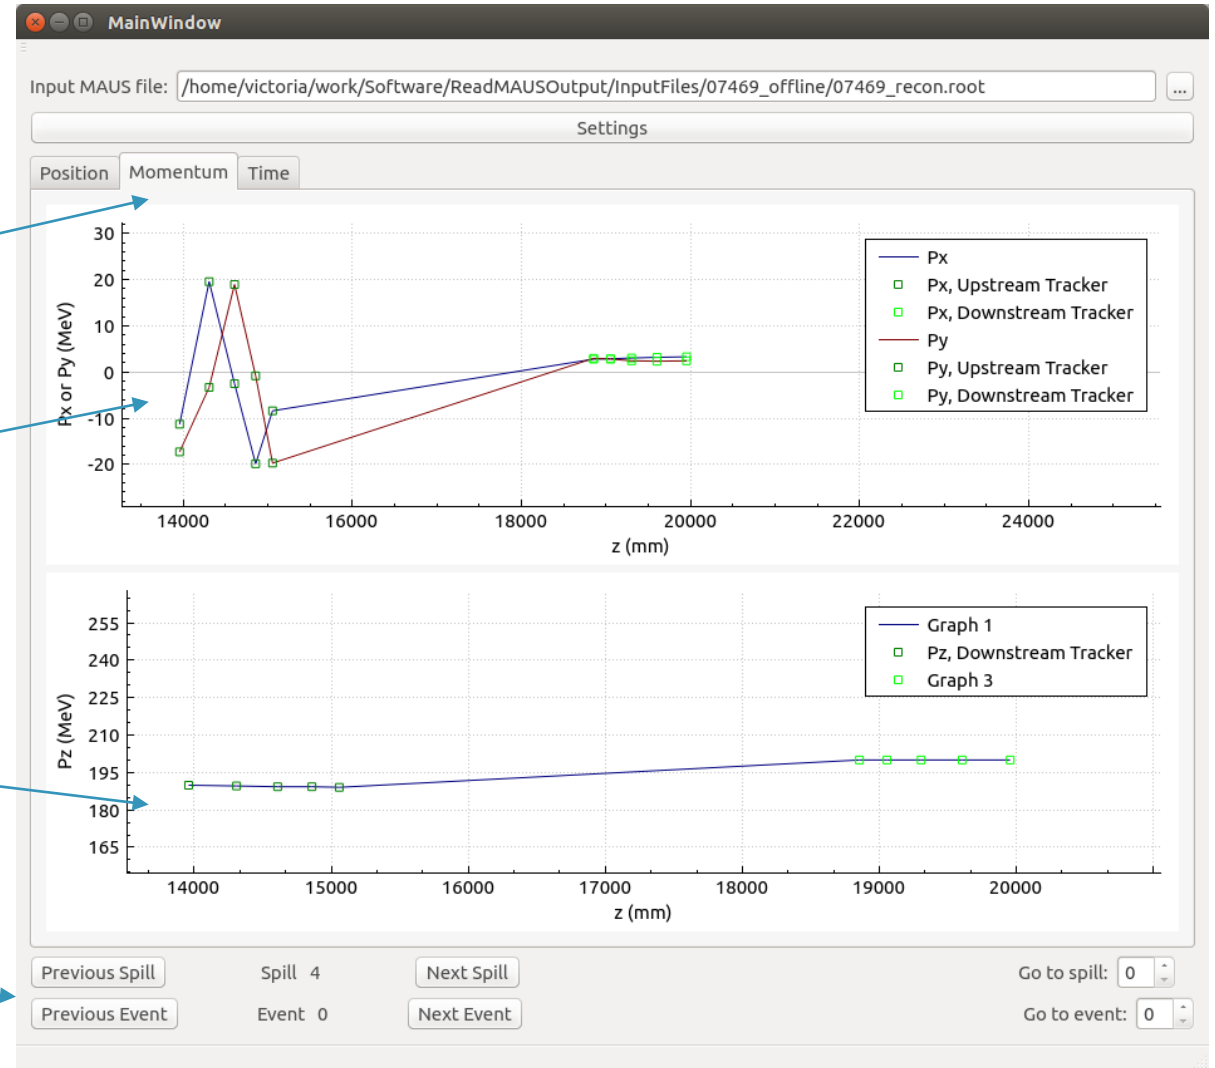 MainWindow
Input MAUS file: /home/victoria/work/Software/ReadMAUSOutput/InputFiles/07469_offline/07469_recon.root ...
Settings
Position Momentum Time
Px or Py (MeV)
30
20
10
0
-10
-20
14000 16000 18000 20000 22000 24000
z (mm)
Px
Px, Upstream Tracker
Px, Downstream Tracker
Py
Py, Upstream Tracker
Py, Downstream Tracker
Pz (MeV)
255
240
225
210
195
180
165
14000 15000 16000 17000 18000 19000 20000
z (mm)
Graph 1
Pz, Downstream Tracker
Graph 3
Previous Spill Spill 4 Next Spill Go to spill: 0
Previous Event Event 0 Next Event Go to event: 0